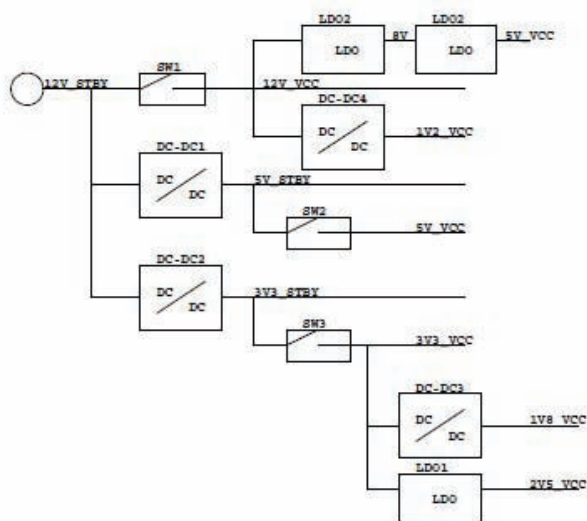 LDO2 LDO2
8V 5V_VCC
LDO LDO
SW1
12V_STBY 12V_VCC
DC-DC4
DC
DC
1V2_VCC
DC-DC1
DC
DC
5V_STBY
SW2
5V_VCC
DC-DC2
DC
DC
3V3_STBY
SW3
3V3_VCC
DC-DC3
DC
DC
1V8_VCC
LDO1
LDO
2V5_VCC